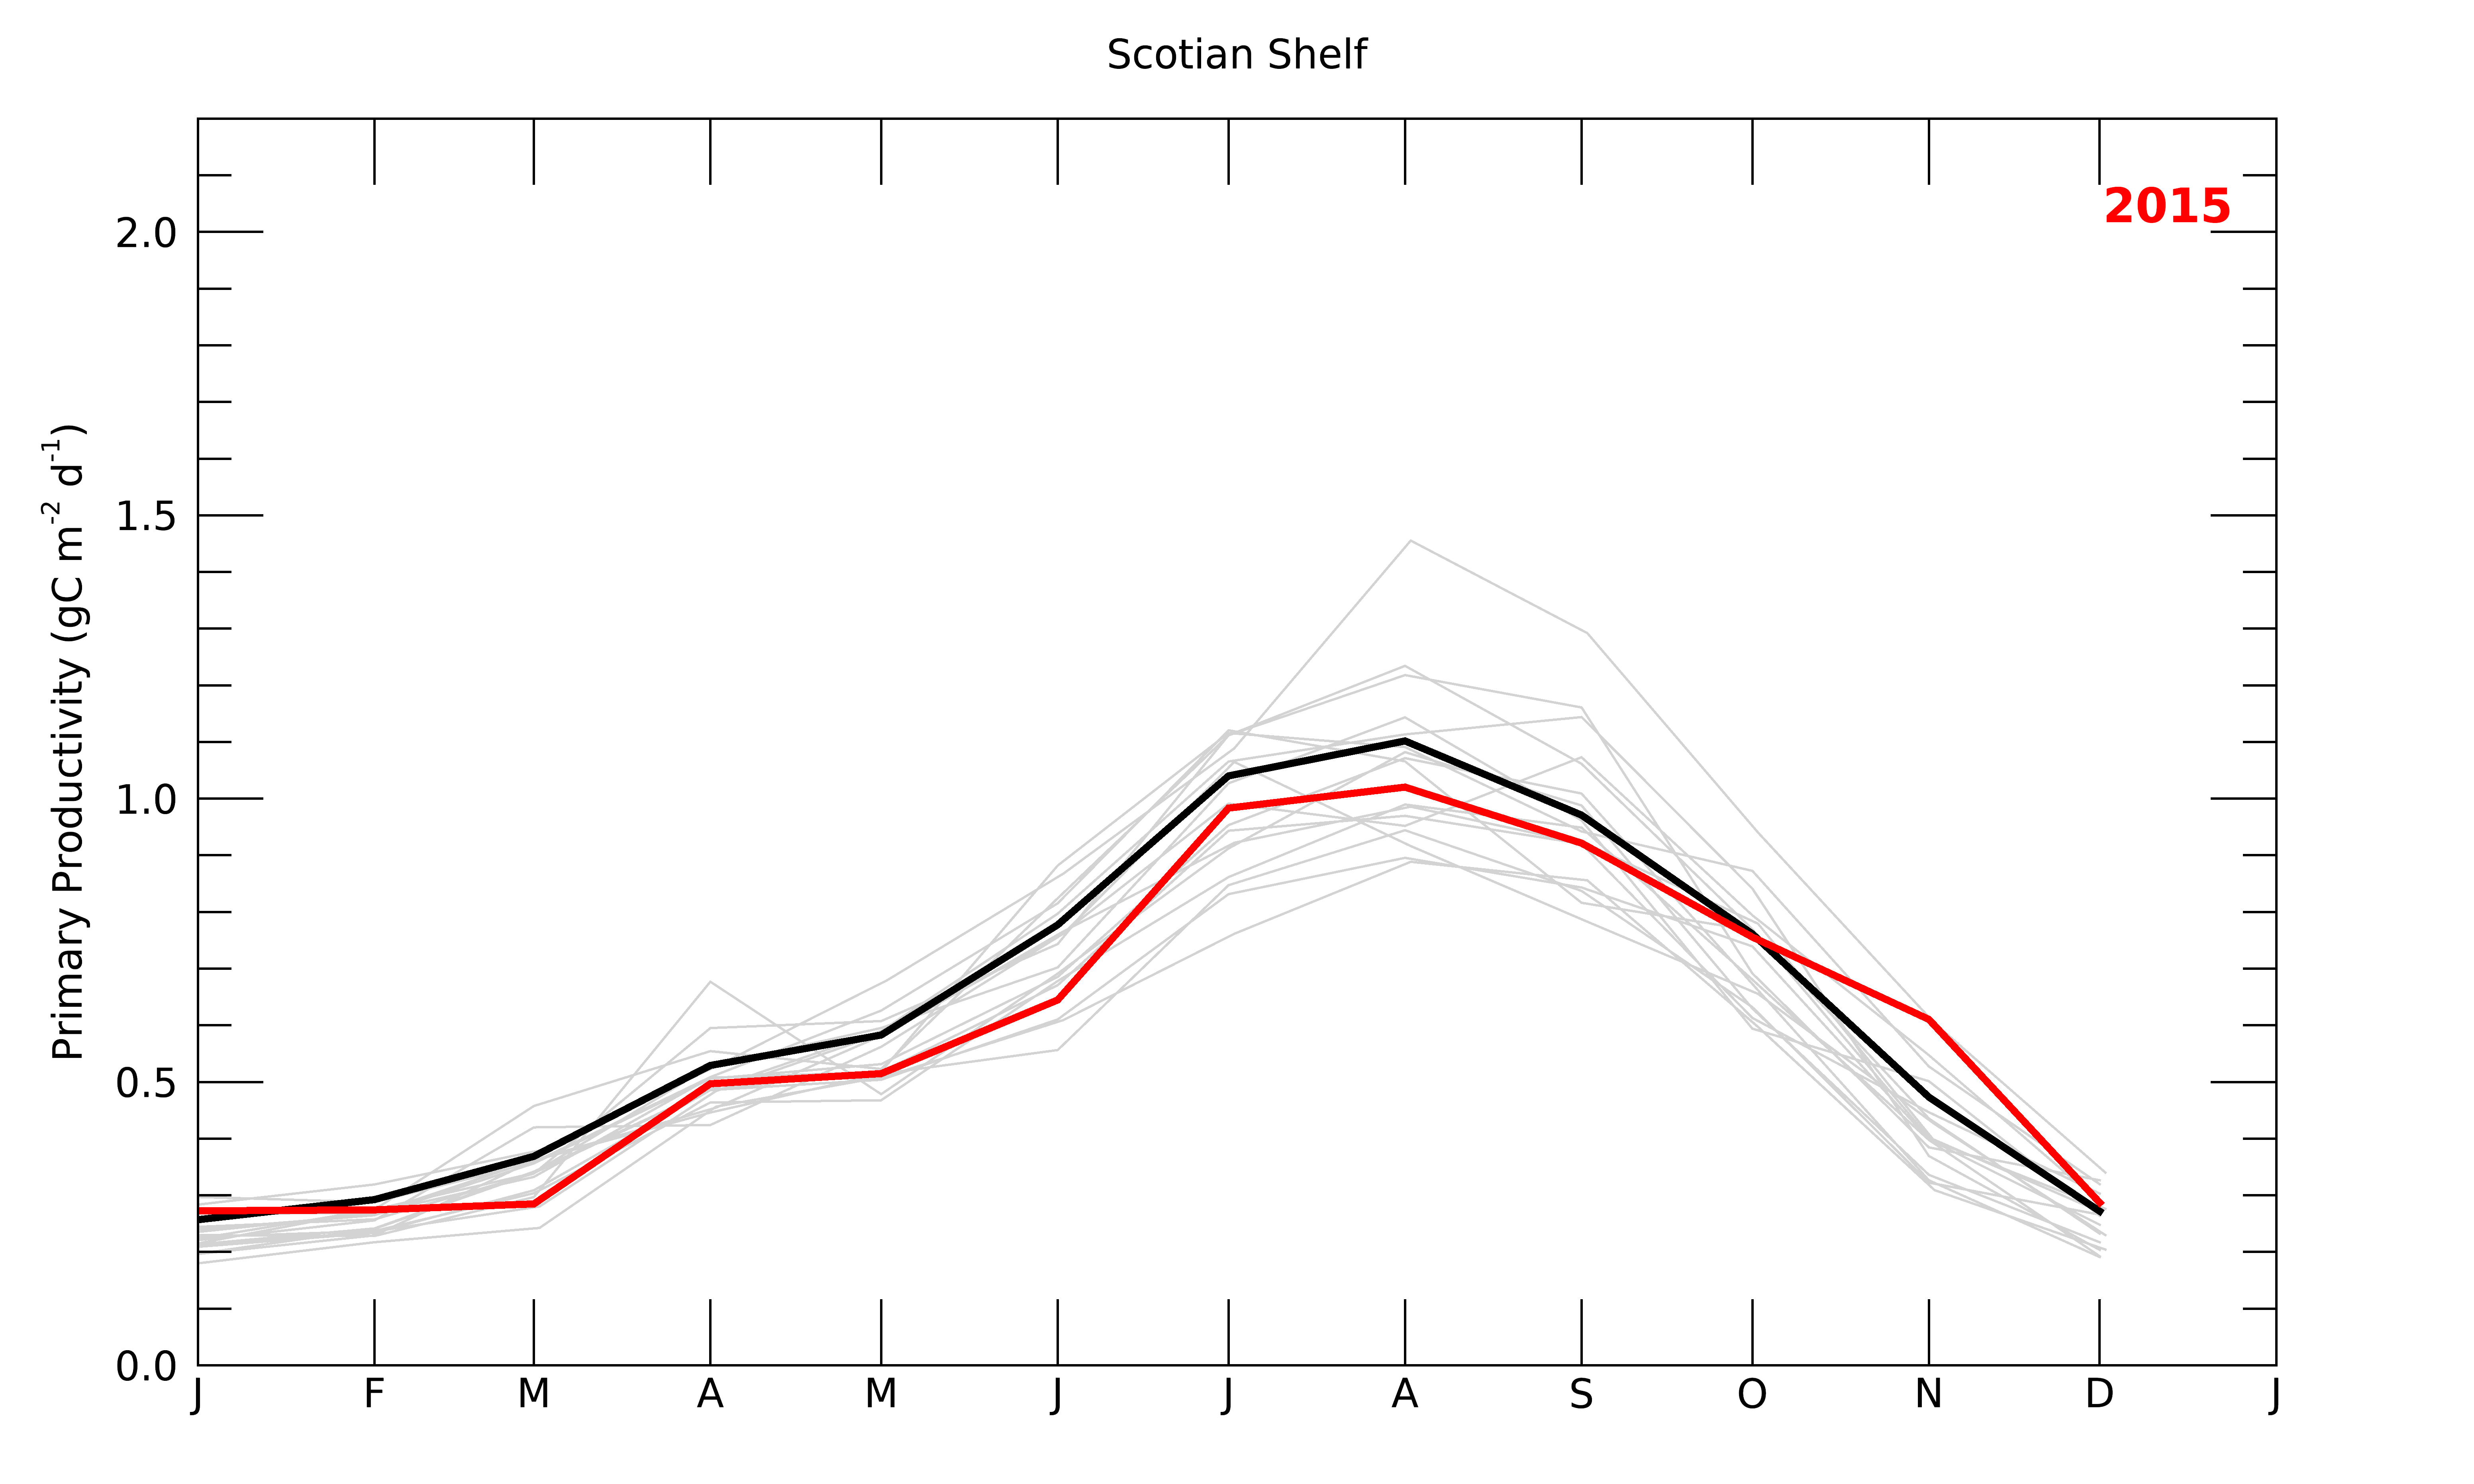 Scotian Shelf
2015
Primary Productivity (gC m⁻² d⁻¹)
2.0
1.5
1.0
0.5
0.0
J F M A M J J A S O N D J